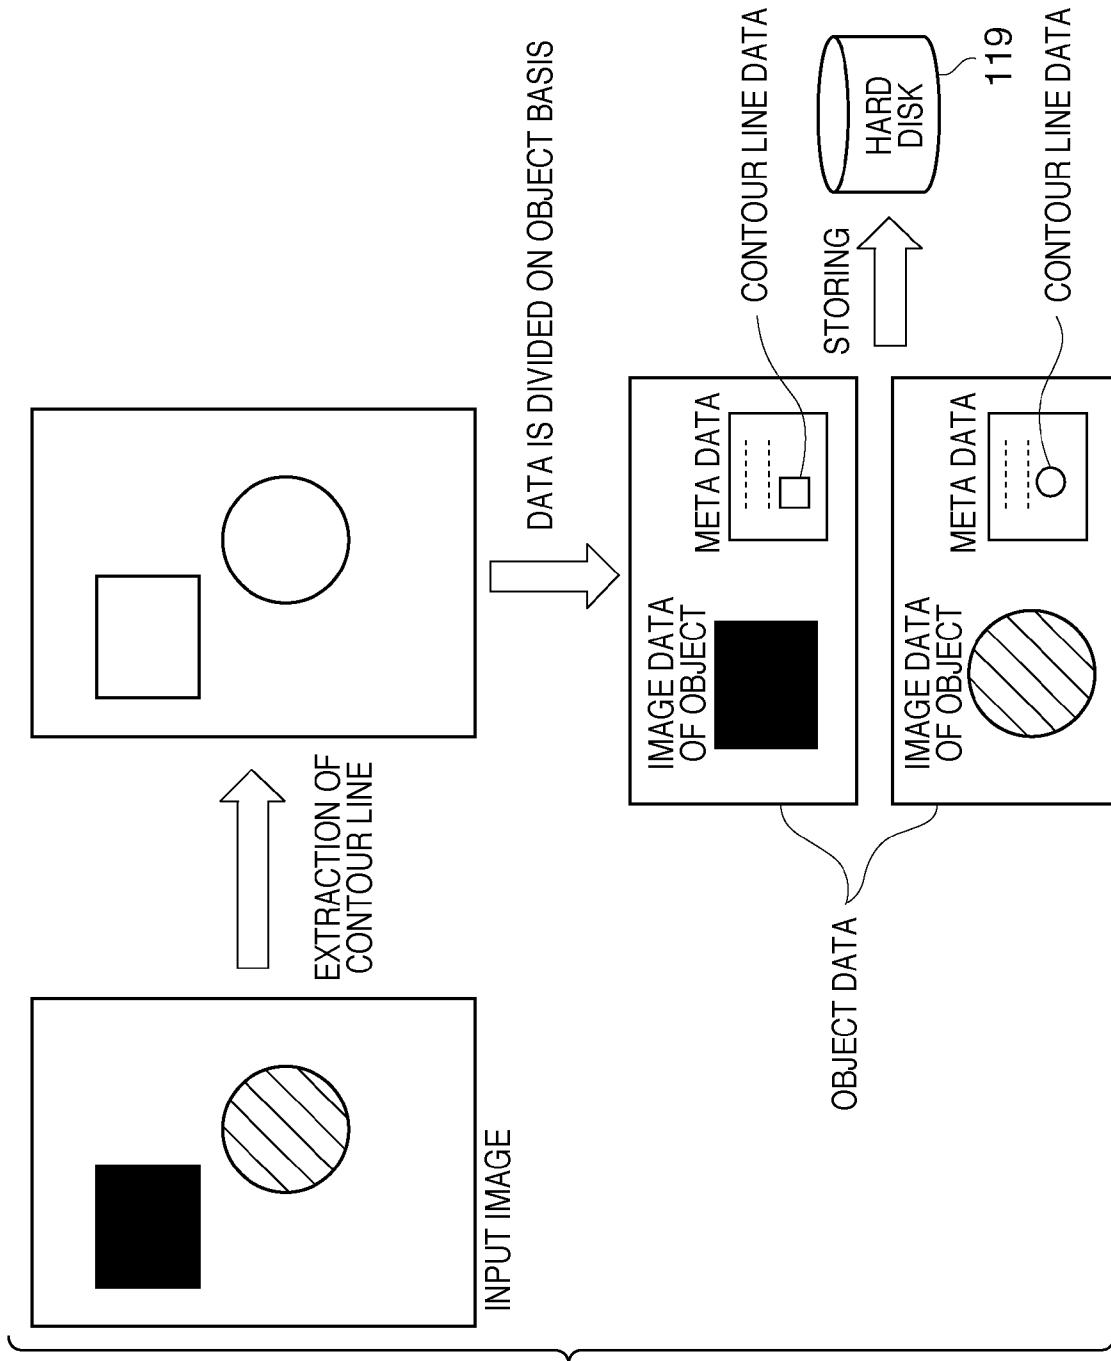 INPUT IMAGE
EXTRACTION OF
CONTOUR LINE
DATA IS DIVIDED ON OBJECT BASIS
OBJECT DATA
IMAGE DATA
OF OBJECT
META DATA
CONTOUR LINE DATA
IMAGE DATA
OF OBJECT
META DATA
CONTOUR LINE DATA
STORING
HARD
DISK
119